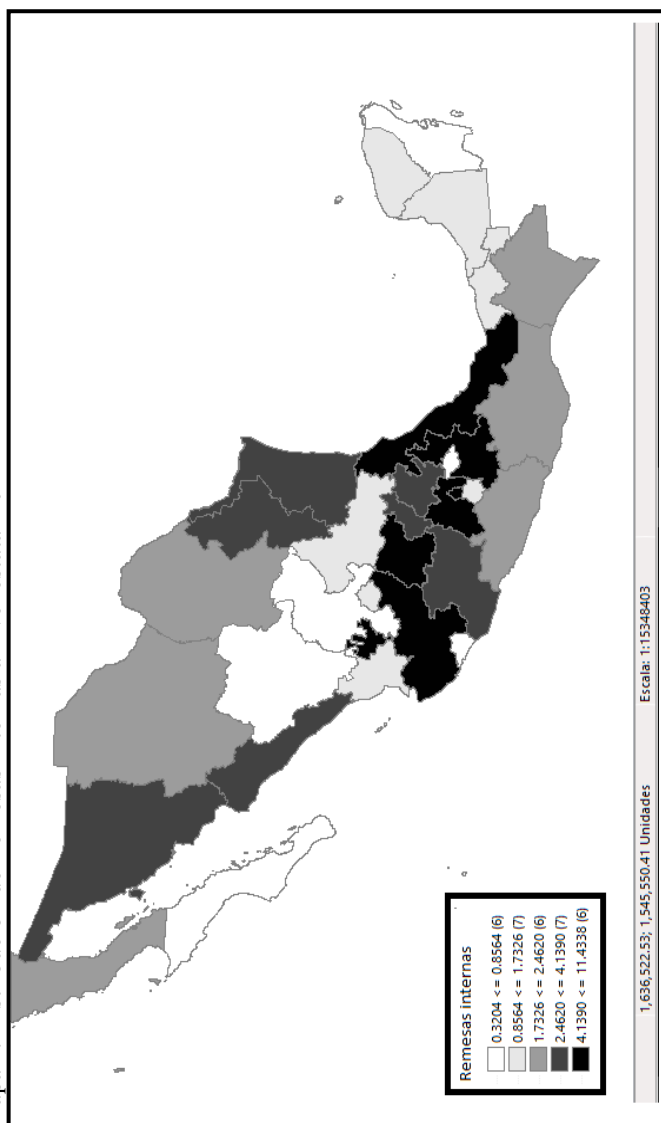 Remesas internas
0.3204 <= 0.8564 (6)
0.8564 <= 1.7326 (7)
1.7326 <= 2.4620 (6)
2.4620 <= 4.1390 (7)
4.1390 <= 11.4338 (6)
1,636,522.53; 1,545,550.41 Unidades
Escala: 1:15348403